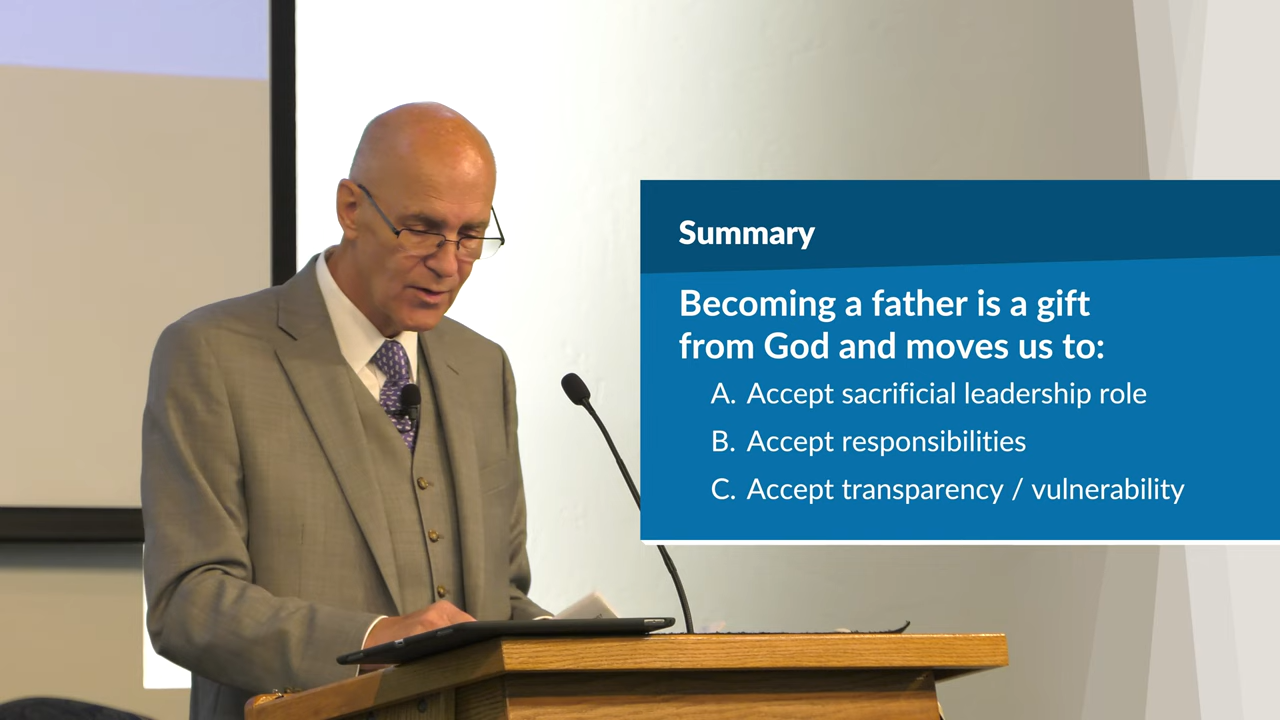 Summary
Becoming a father is a gift
from God and moves us to:
A. Accept sacrificial leadership role
B. Accept responsibilities
C. Accept transparency / vulnerability